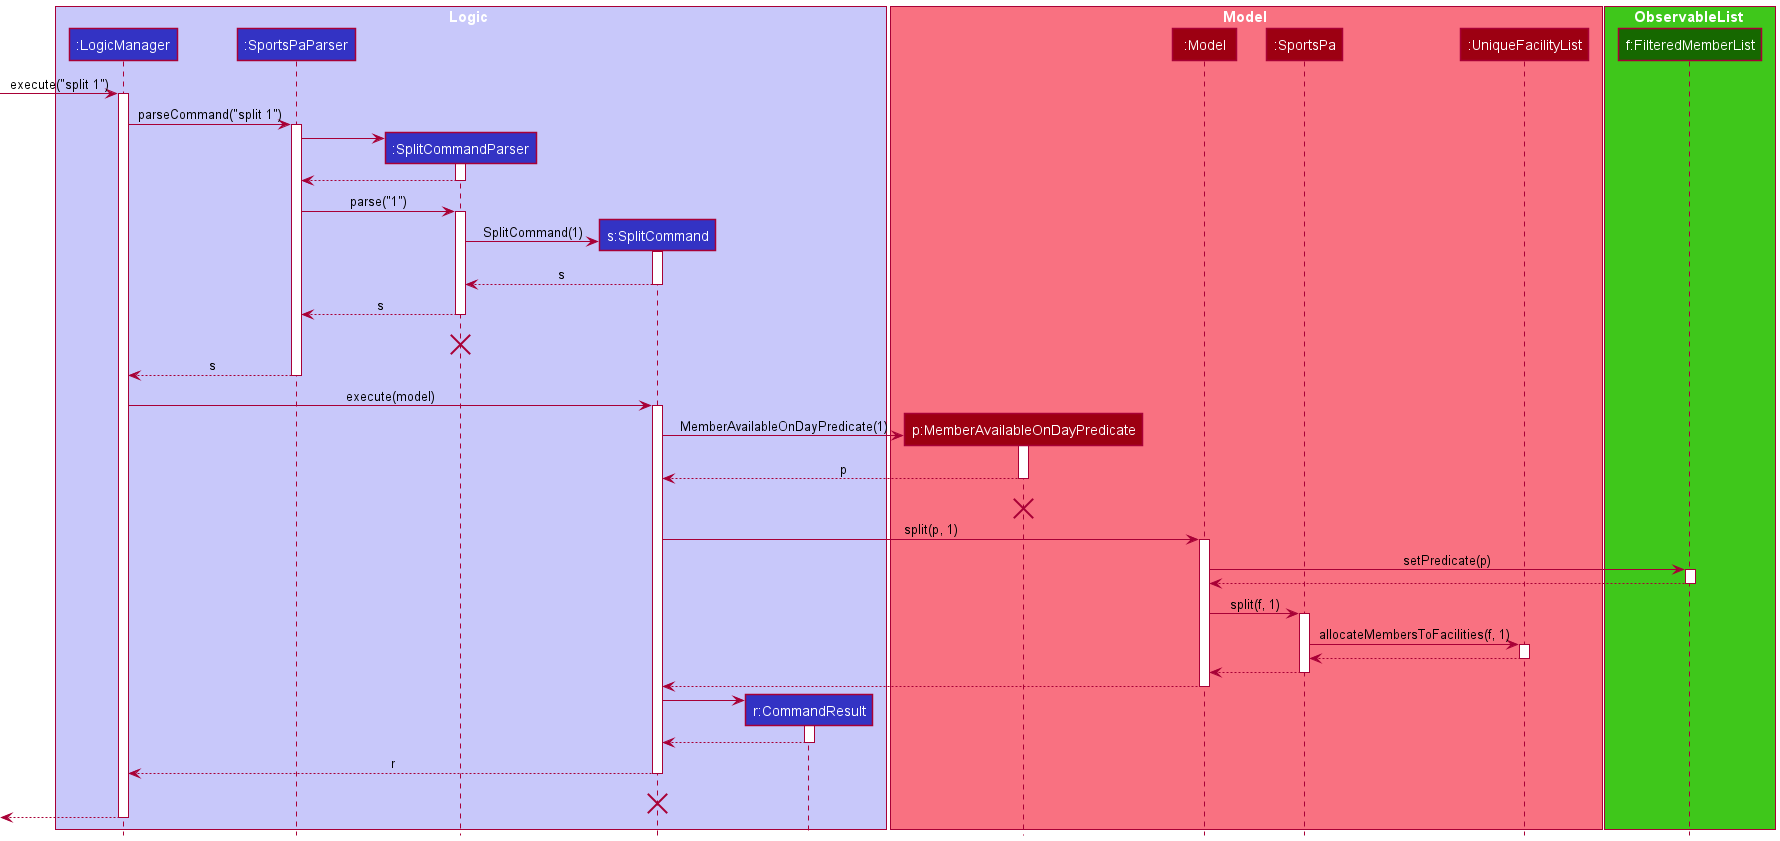 Logic
Model
ObservableList
:LogicManager
:SportsPaParser
:Model
:SportsPa
:UniqueFacilityList
f:FilteredMemberList
execute("split 1")
parseCommand("split 1")
:SplitCommandParser
parse("1")
SplitCommand(1)
s:SplitCommand
s
s
s
execute(model)
MemberAvailableOnDayPredicate(1)
p:MemberAvailableOnDayPredicate
p
split(p, 1)
setPredicate(p)
split(f, 1)
allocateMembersToFacilities(f, 1)
r:CommandResult
r